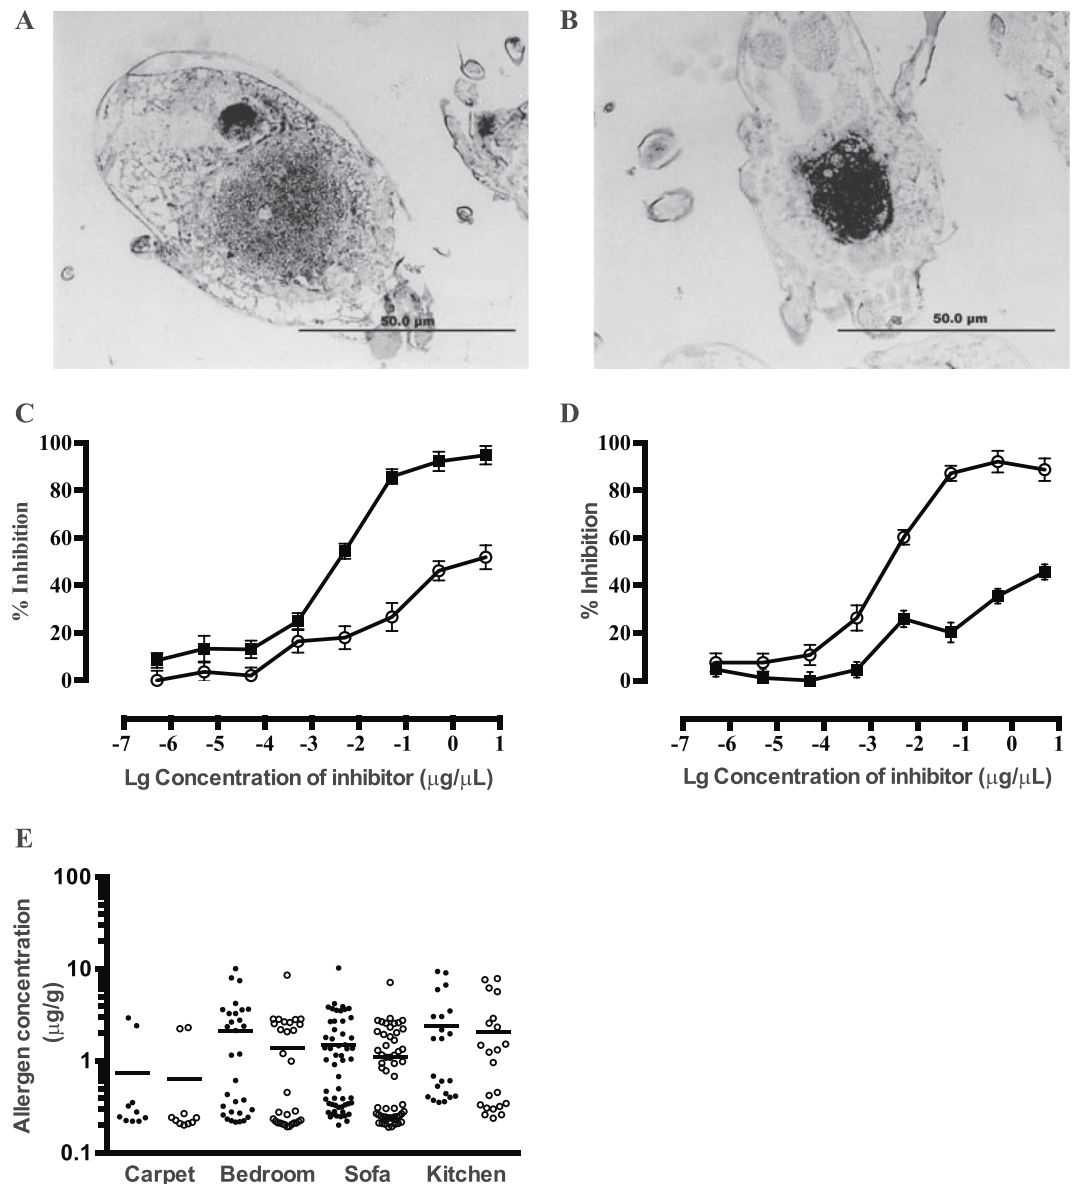 A
B
50.0 µm
50.0 µm
C
D
100
80
60
40
20
0
% Inhibition
-7 -6 -5 -4 -3 -2 -1 0 1
Lg Concentration of inhibitor (µg/µL)
100
80
60
40
20
0
% Inhibition
-7 -6 -5 -4 -3 -2 -1 0 1
Lg Concentration of inhibitor (µg/µL)
E
100
10
1
0.1
Allergen concentration
(µg/g)
Carpet Bedroom Sofa Kitchen